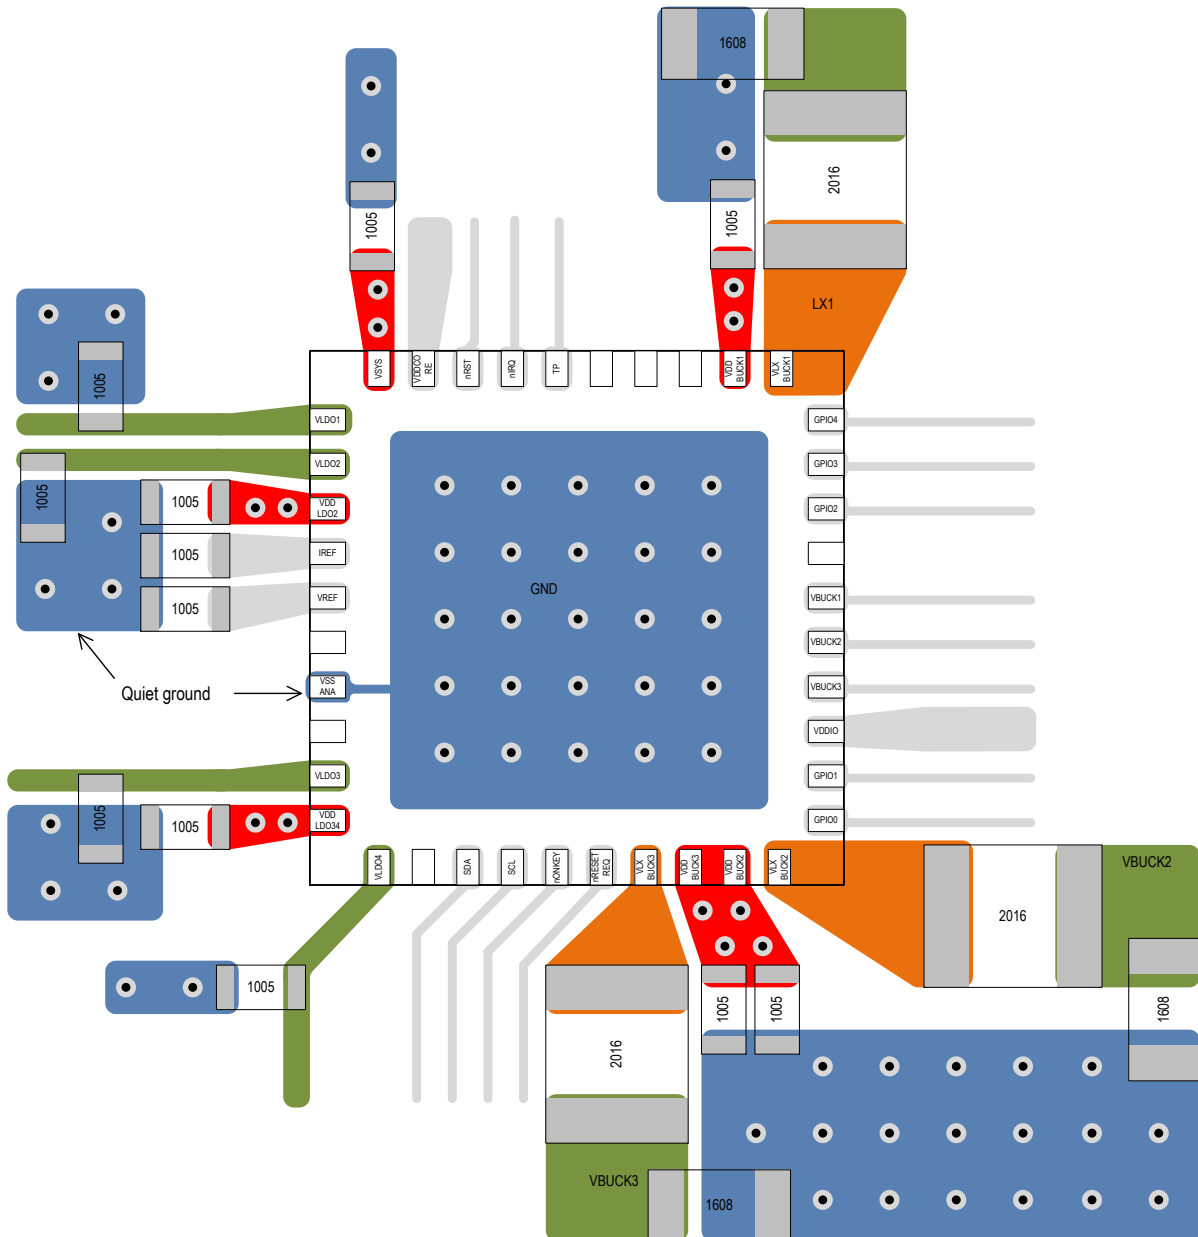 1608
2016
1005
1005
LX1
1005
VSYS
VDDCO
RE
nRST
nIRQ
TP
VDD
BUCK1
VLX
BUCK1
VLDO1
GPIO4
VLDO2
GPIO3
1005
1005
VDD
LDO2
GPIO2
1005
IREF
GND
1005
VREF
VBUCK1
VBUCK2
Quiet ground
VSS
ANA
VBUCK3
VDDIO
VLDO3
GPIO1
1005
1005
VDD
LDO34
GPIO0
VLDO4
SDA
SCL
nONKEY
nRESET
REQ
VLX
BUCK3
VDD
BUCK3
VDD
BUCK2
VLX
BUCK2
VBUCK2
2016
1005
1005
1005
1608
2016
VBUCK3
1608